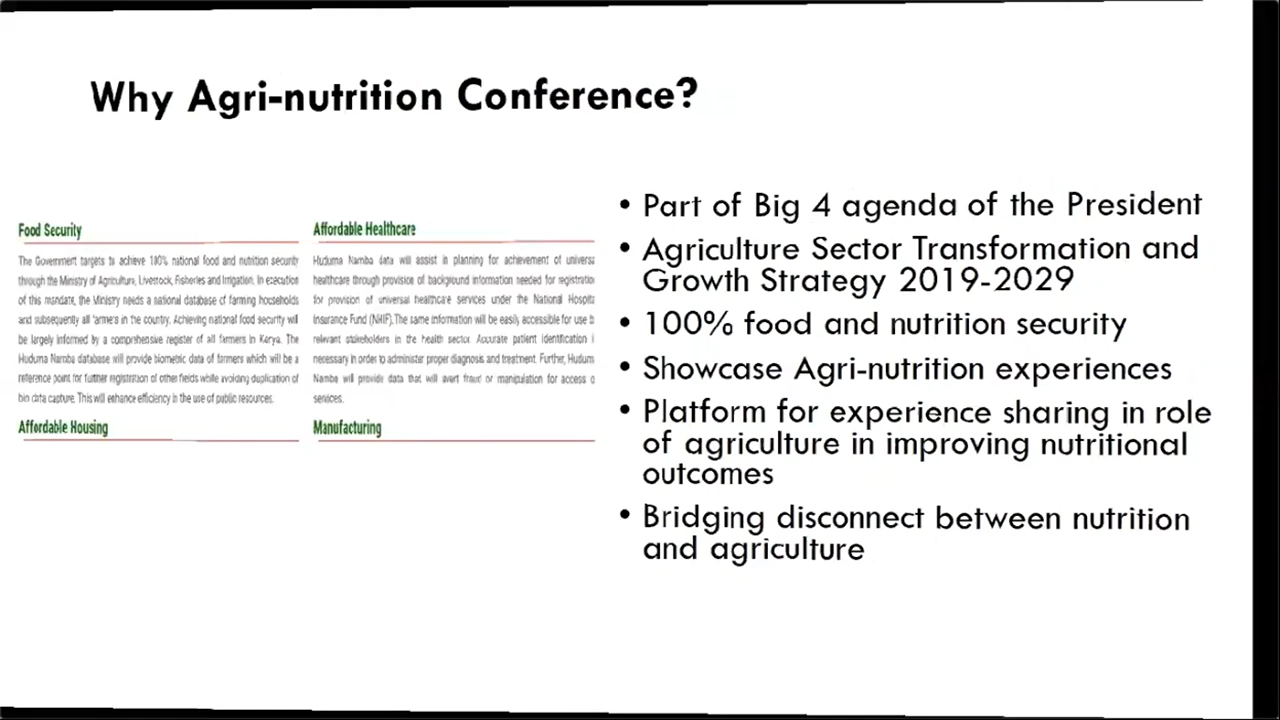 Why Agri-nutrition Conference?
Food Security
The Government targets to achieve 100% national food and nutrition security
through the Ministry of Agriculture, Livestock, Fisheries and Irrigation. In execution
of this mandate, the Ministry needs a national database of farming households
and subsequently all farmers in the country. Achieving national food security will
be largely informed by a comprehensive register of all farmers in Kenya. The
Huduma Namba database will provide biometric data of farmers which will be a
reference point for further registration of other fields while avoiding duplication of
bio data capture. This will enhance efficiency in the use of public resources.
Affordable Housing
Affordable Healthcare
Huduma Namba data will assist in planning for achievement of universa
healthcare through provision of background information needed for registratio
for provision of universal healthcare services under the National Hospita
Insurance Fund (NHIF).The same information will be easily accessible for use b
relevant stakeholders in the health sector. Accurate patient identification i
necessary in order to administer proper diagnosis and treatment. Further, Hudum
Namba will provide data that will avert fraud or manipulation for access o
services.
Manufacturing
• Part of Big 4 agenda of the President
• Agriculture Sector Transformation and
Growth Strategy 2019-2029
• 100% food and nutrition security
• Showcase Agri-nutrition experiences
• Platform for experience sharing in role
of agriculture in improving nutritional
outcomes
• Bridging disconnect between nutrition
and agriculture